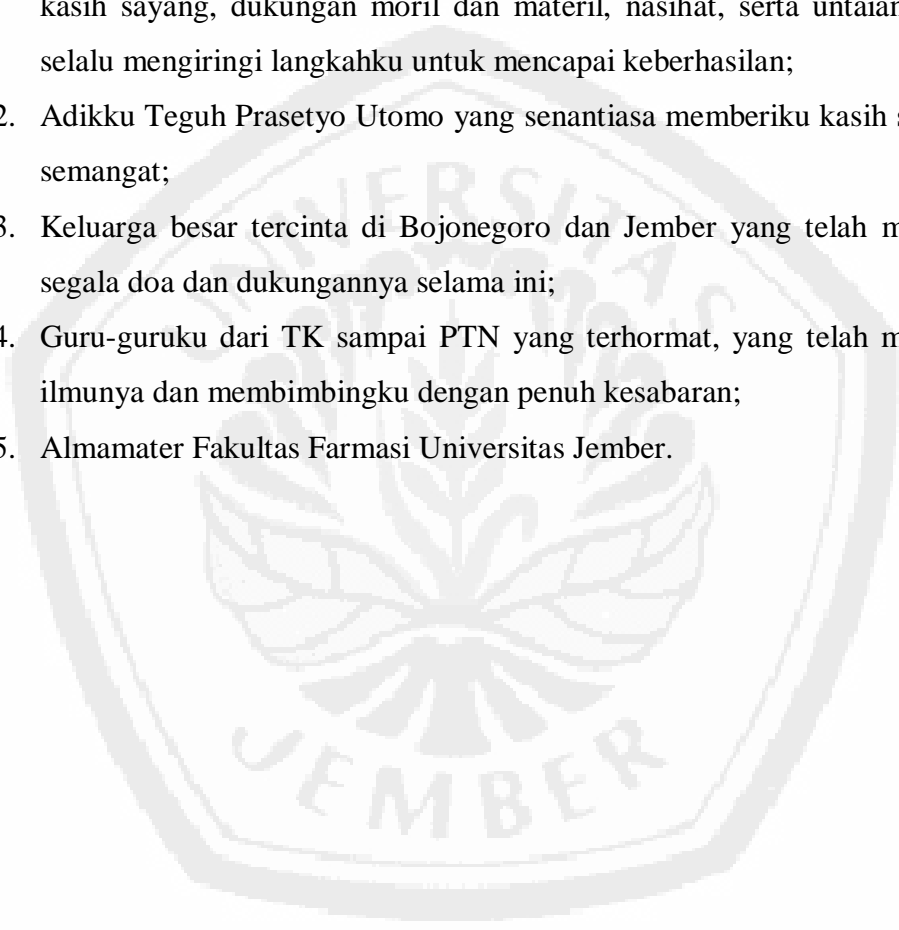 kasih sayang, dukungan moril dan materil, nasihat, serta untaian
selalu mengiringi langkahku untuk mencapai keberhasilan;
2. Adikku Teguh Prasetyo Utomo yang senantiasa memberiku kasih
semangat;
3. Keluarga besar tercinta di Bojonegoro dan Jember yang telah
segala doa dan dukungannya selama ini;
4. Guru-guruku dari TK sampai PTN yang terhormat, yang telah
ilmunya dan membimbingku dengan penuh kesabaran;
5. Almamater Fakultas Farmasi Universitas Jember.
UNIVERSITAS
JEMBER